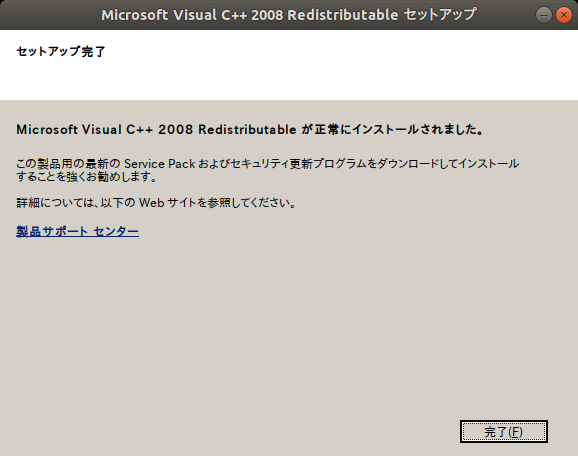 Microsoft Visual C++ 2008 Redistributable セットアップ
セットアップ完了
Microsoft Visual C++ 2008 Redistributable が正常にインストールされました。
この製品用の最新の Service Pack およびセキュリティ更新プログラムをダウンロードしてインストール
することを強くお勧めします。
詳細については、以下の Web サイトを参照してください。
製品サポート センター
完了(F)